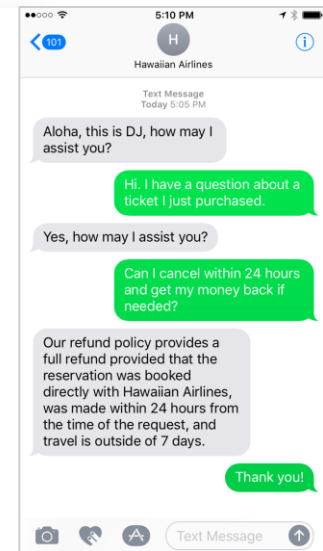 5:10 PM
101
H
Hawaiian Airlines
Text Message
Today 5:05 PM
Aloha, this is DJ, how may I
assist you?
Hi. I have a question about a
ticket I just purchased.
Yes, how may I assist you?
Can I cancel within 24 hours
and get my money back if
needed?
Our refund policy provides a
full refund provided that the
reservation was booked
directly with Hawaiian Airlines,
was made within 24 hours from
the time of the request, and
travel is outside of 7 days.
Thank you!
Text Message